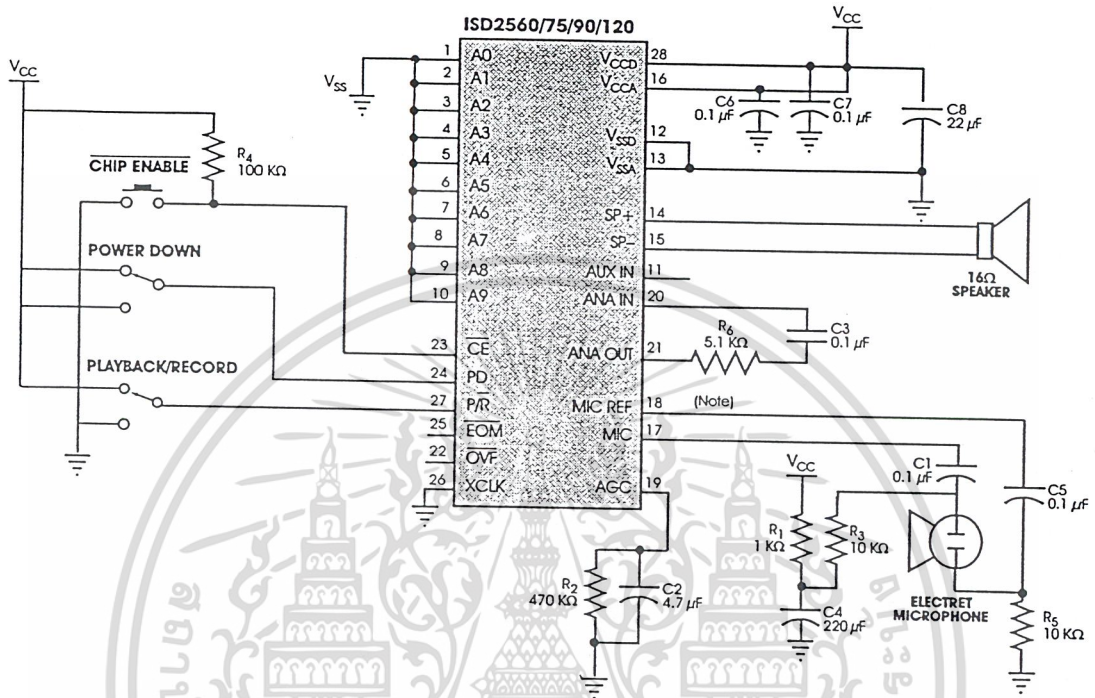 ISD2560/75/90/120
VCC
R4
100 KΩ
CHIP ENABLE
POWER DOWN
PLAYBACK/RECORD
VSS
1 A0
2 A1
3 A2
4 A3
5 A4
6 A5
7 A6
8 A7
9 A8
10 A9
23 CE
24 PD
27 P/R
25 EOM
22 OVF
26 XCLK
VCCD 28
VCCA 16
VSSD 12
VSSA 13
SP+ 14
SP− 15
AUX IN 11
ANA IN 20
ANA OUT 21
MIC REF 18
MIC 17
AGC 19
VCC
C6
0.1 µF
C7
0.1 µF
C8
22 µF
16Ω
SPEAKER
R6
5.1 KΩ
C3
0.1 µF
(Note)
VCC
R1
1 KΩ
R3
10 KΩ
C4
220 µF
C1
0.1 µF
C5
0.1 µF
ELECTRET
MICROPHONE
R5
10 KΩ
R2
470 KΩ
C2
4.7 µF